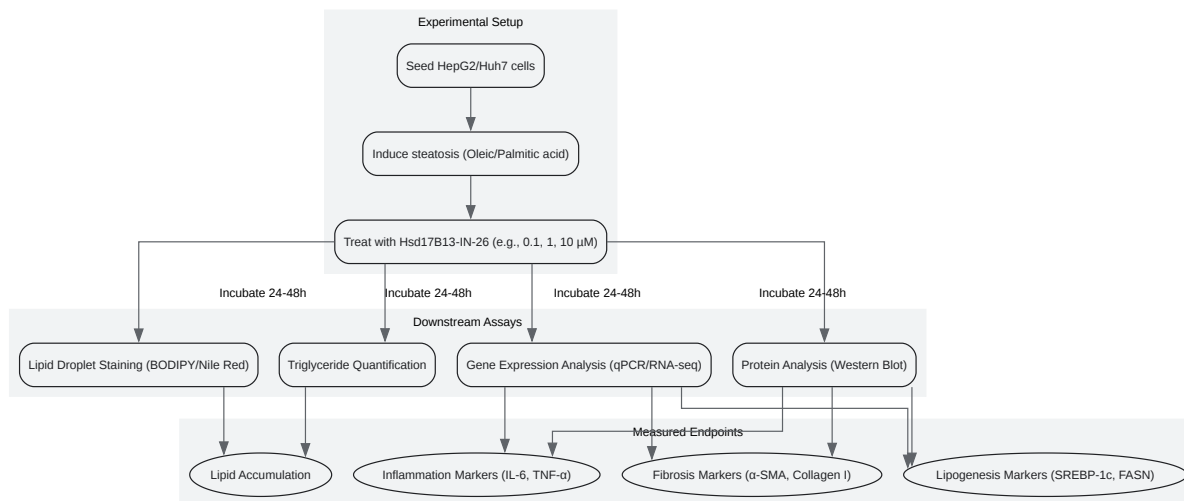 Experimental Setup
Seed HepG2/Huh7 cells
Induce steatosis (Oleic/Palmitic acid)
Treat with Hsd17B13-IN-26 (e.g., 0.1, 1, 10 µM)
Incubate 24-48h
Incubate 24-48h
Incubate 24-48h
Incubate 24-48h
Downstream Assays
Lipid Droplet Staining (BODIPY/Nile Red)
Triglyceride Quantification
Gene Expression Analysis (qPCR/RNA-seq)
Protein Analysis (Western Blot)
Measured Endpoints
Lipid Accumulation
Inflammation Markers (IL-6, TNF-α)
Fibrosis Markers (α-SMA, Collagen I)
Lipogenesis Markers (SREBP-1c, FASN)